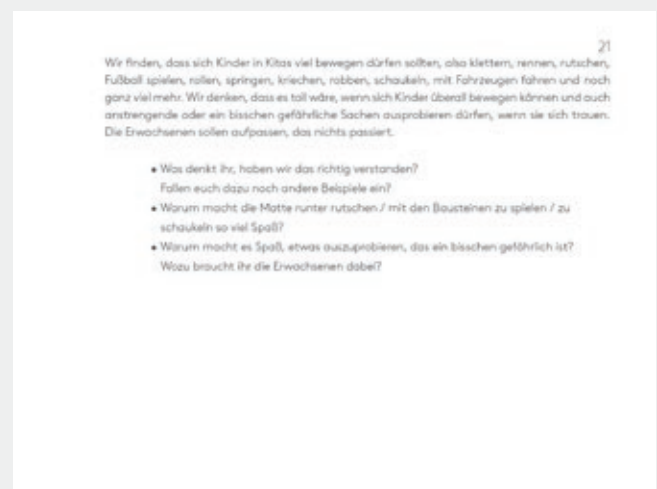 21
Wir finden, dass sich Kinder in Kitas viel bewegen dürfen sollten, also klettern, rennen, rutschen,
Fußball spielen, rollen, springen, kriechen, robben, schaukeln, mit Fahrzeugen fahren und noch
ganz viel mehr. Wir denken, dass es toll wäre, wenn sich Kinder überall bewegen können und auch
anstrengende oder ein bisschen gefährliche Sachen ausprobieren dürfen, wenn sie sich trauen.
Die Erwachsenen sollen aufpassen, das nichts passiert.
• Was denkt ihr, haben wir das richtig verstanden?
Fallen euch dazu noch andere Beispiele ein?
• Warum macht die Matte runter rutschen / mit den Bausteinen zu spielen / zu
schaukeln so viel Spaß?
• Warum macht es Spaß, etwas auszuprobieren, das ein bisschen gefährlich ist?
Wozu braucht ihr die Erwachsenen dabei?